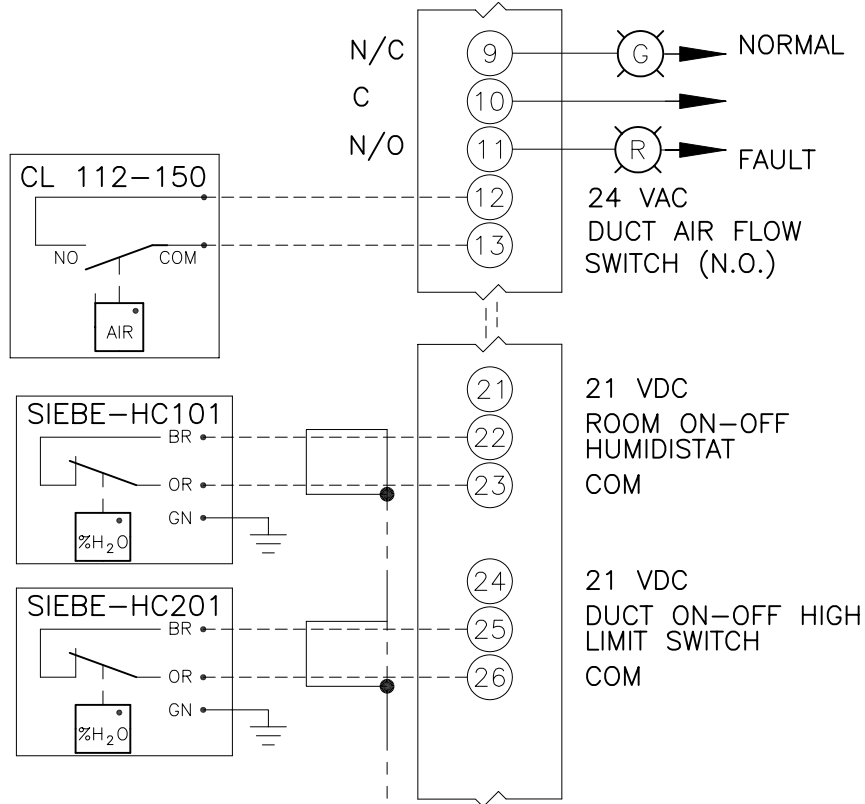 N/C
9
G
NORMAL
C
10
N/O
11
R
FAULT
CL 112-150
12
24 VAC
NO
COM
13
DUCT AIR FLOW
SWITCH (N.O.)
AIR
21
21 VDC
SIEBE-HC101
BR
22
ROOM ON-OFF
HUMIDISTAT
OR
23
COM
GN
%H₂O
24
21 VDC
SIEBE-HC201
BR
25
DUCT ON-OFF HIGH
LIMIT SWITCH
OR
26
COM
GN
%H₂O